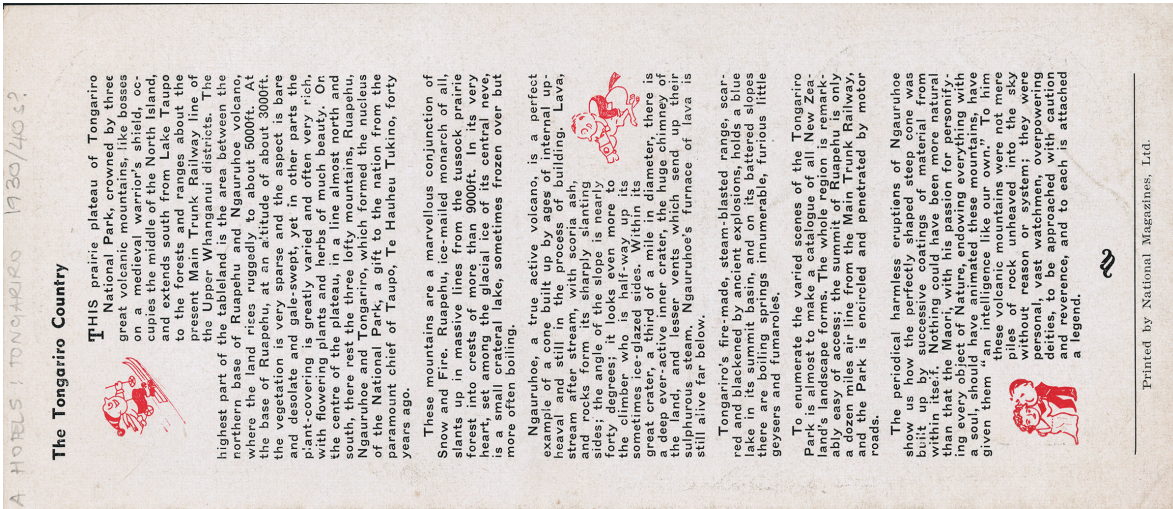 A HOTELS: TONGARIRO 1930/40s?
The Tongariro Country
THIS prairie plateau of Tongariro
National Park, crowned by three
great volcanic mountains, like bosses
on a medieval warrior's shield, oc-
cupies the middle of the North Island,
and extends south from Lake Taupo
to the forests and ranges about the
present Main Trunk Railway line of
the Upper Whanganui districts. The
highest part of the tableland is the area between the
northern base of Ruapehu and Ngauruhoe volcano,
where the land rises ruggedly to about 5000ft. At
the base of Ruapehu, at an altitude of about 3000ft.
the vegetation is very sparse and the aspect is bare
and desolate and gale-swept, yet in other parts the
plant-covering is greatly varied and often very rich,
with flowering plants and herbs of much beauty. On
the centre of the plateau, in a line almost north and
south, there rest the three lofty mountains, Ruapehu,
Ngauruhoe and Tongariro, which formed the nucleus
of the National Park, a gift to the nation from the
paramount chief of Taupo, Te Hauheu Tukino, forty
years ago.
These mountains are a marvellous conjunction of
Snow and Fire. Ruapehu, ice-mailed monarch of all,
slants up in massive lines from the tussock prairie
forest into crests of more than 9000ft. In its very
heart, set among the glacial ice of its central neve,
is a small crateral lake, sometimes frozen over but
more often boiling.
Ngauruhoe, a true active volcano, is a perfect
example of a cone built up by ages of internal up-
heaval and still in the process of building. Lava,
stream after stream, with scoria ash,
and rocks form its sharply slanting
sides; the angle of the slope is nearly
forty degrees; it looks even more to
the climber who is half-way up its
sometimes ice-glazed sides. Within its
great crater, a third of a mile in diameter, there is
a deep ever-active inner crater, the huge chimney of
the land, and lesser vents which send up their
sulphurous steam. Ngauruhoe's furnace of lava is
still alive far below.
Tongariro's fire-made, steam-blasted range, scar-
red and blackened by ancient explosions, holds a blue
lake in its summit basin, and on its battered slopes
there are boiling springs innumerable, furious little
geysers and fumaroles.
To enumerate the varied scenes of the Tongariro
Park is almost to make a catalogue of all New Zea-
land's landscape forms. The whole region is remark-
ably easy of access; the summit of Ruapehu is only
a dozen miles air line from the Main Trunk Railway,
and the Park is encircled and penetrated by motor
roads.
The periodical harmless eruptions of Ngauruhoe
show us how the perfectly shaped steep cone was
built up by successive coatings of material from
within itself. Nothing could have been more natural
than that the Maori, with his passion for personify-
ing every object of Nature, endowing everything with
a soul, should have animated these mountains, have
given them "an intelligence like our own." To him
these volcanic mountains were not mere
piles of rock unheaved into the sky
without reason or system; they were
personal, vast watchmen, overpowering
deities, to be approached with caution
and reverence, and to each is attached
a legend.
Printed by National Magazines, Ltd.